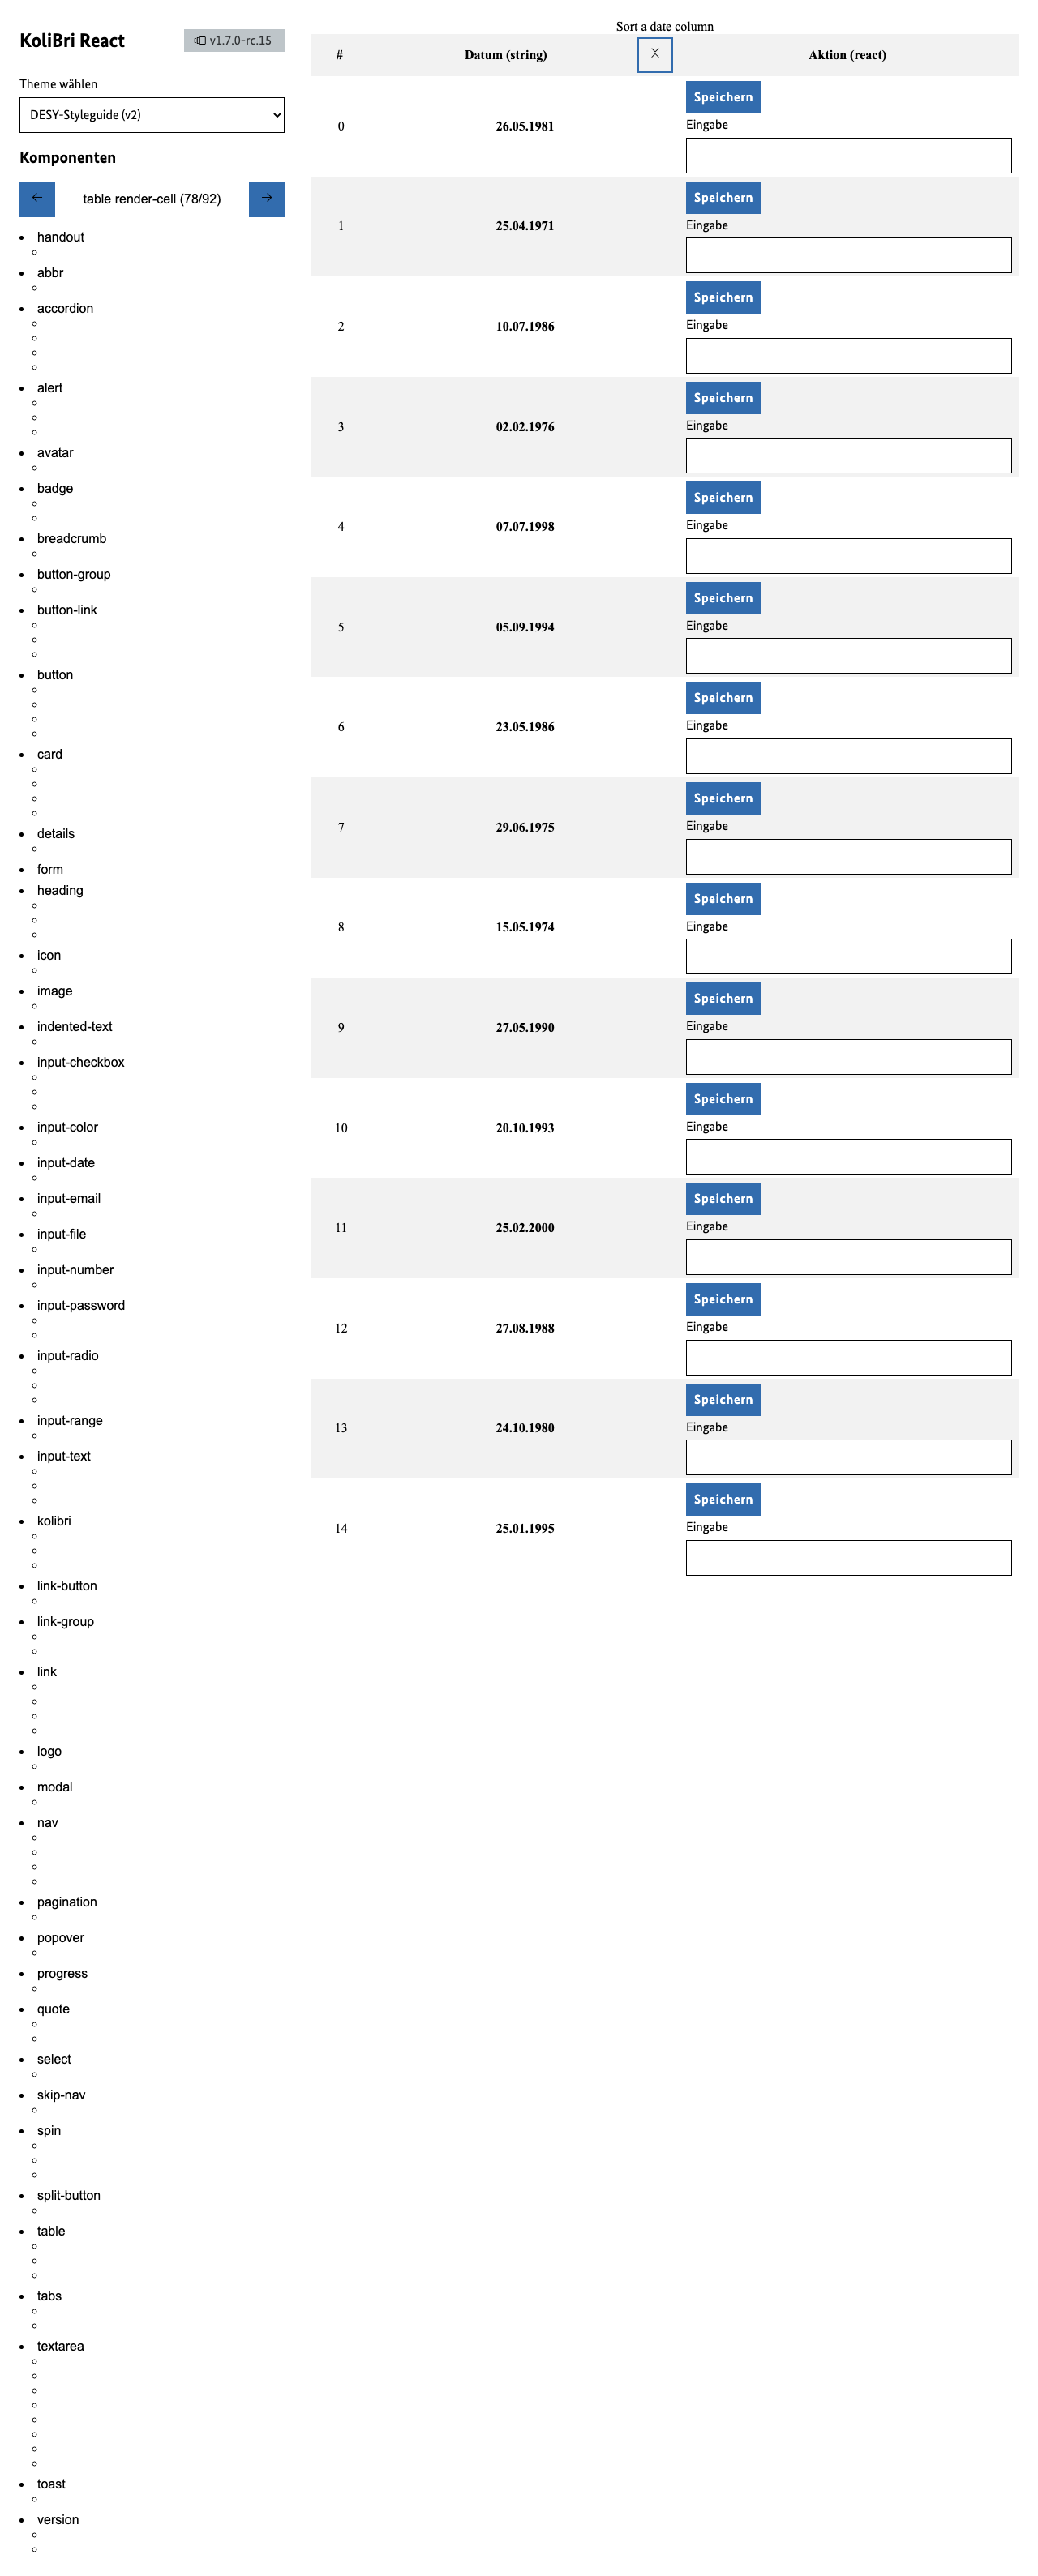 KoliBri React
v1.7.0-rc.15
Theme wählen
DESY-Styleguide (v2)
Komponenten
table render-cell (78/92)
handout
abbr
accordion
alert
avatar
badge
breadcrumb
button-group
button-link
button
card
details
form
heading
icon
image
indented-text
input-checkbox
input-color
input-date
input-email
input-file
input-number
input-password
input-radio
input-range
input-text
kolibri
link-button
link-group
link
logo
modal
nav
pagination
popover
progress
quote
select
skip-nav
spin
split-button
table
tabs
textarea
toast
version
Sort a date column
# Datum (string) Aktion (react)
Speichern
0 26.05.1981 Eingabe
Speichern
1 25.04.1971 Eingabe
Speichern
2 10.07.1986 Eingabe
Speichern
3 02.02.1976 Eingabe
Speichern
4 07.07.1998 Eingabe
Speichern
5 05.09.1994 Eingabe
Speichern
6 23.05.1986 Eingabe
Speichern
7 29.06.1975 Eingabe
Speichern
8 15.05.1974 Eingabe
Speichern
9 27.05.1990 Eingabe
Speichern
10 20.10.1993 Eingabe
Speichern
11 25.02.2000 Eingabe
Speichern
12 27.08.1988 Eingabe
Speichern
13 24.10.1980 Eingabe
Speichern
14 25.01.1995 Eingabe